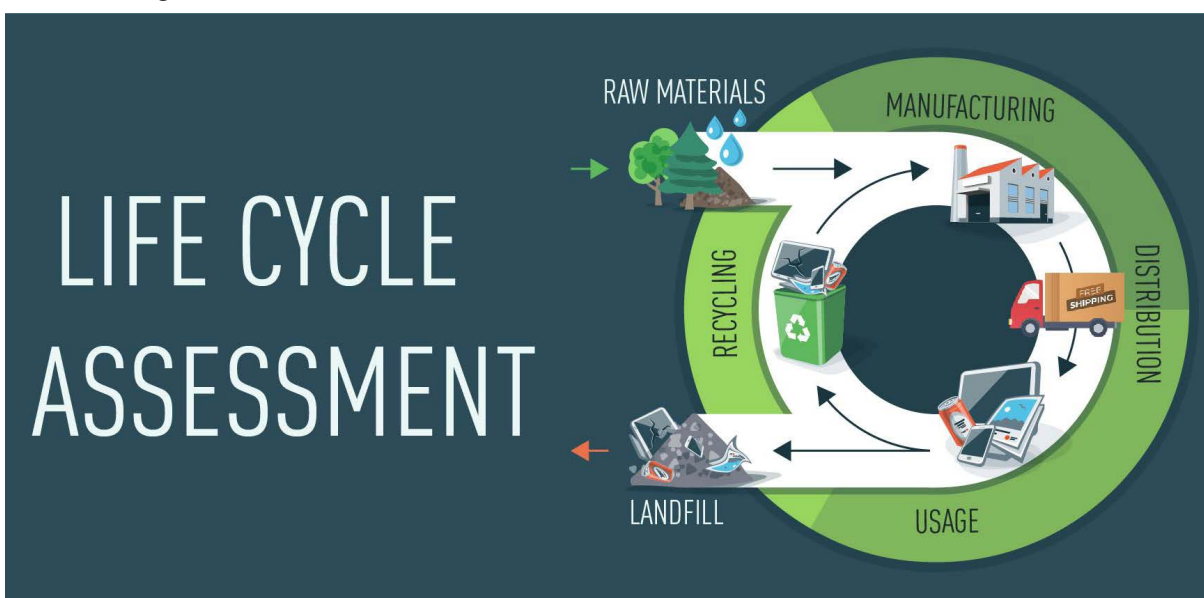 LIFE CYCLE
ASSESSMENT
RAW MATERIALS
MANUFACTURING
DISTRIBUTION
FREE
SHIPPING
RECYCLING
USAGE
LANDFILL